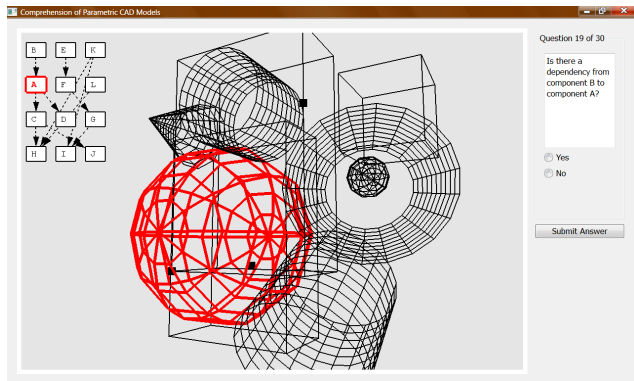 Comprehension of Parametric CAD Models
B E K
A F L
C D G
H I J
Question 19 of 30
Is there a
dependency from
component B to
component A?
Yes
No
Submit Answer